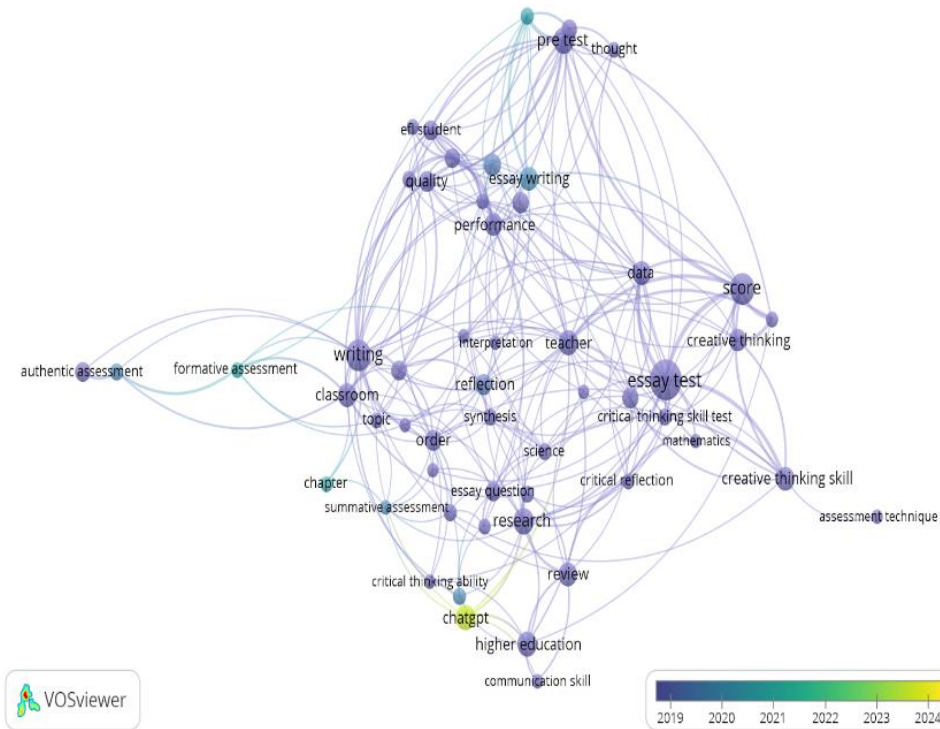 pre test
thought
efl student
quality
essay writing
performance
data
score
writing
interpretation
teacher
creative thinking
authentic assessment
formative assessment
classroom
reflection
essay test
topic
synthesis
critical thinking skill test
order
science
mathematics
chapter
essay question
critical reflection
creative thinking skill
summative assessment
research
assessment technique
critical thinking ability
review
chatgpt
higher education
communication skill
VOSviewer
2019 2020 2021 2022 2023 2024